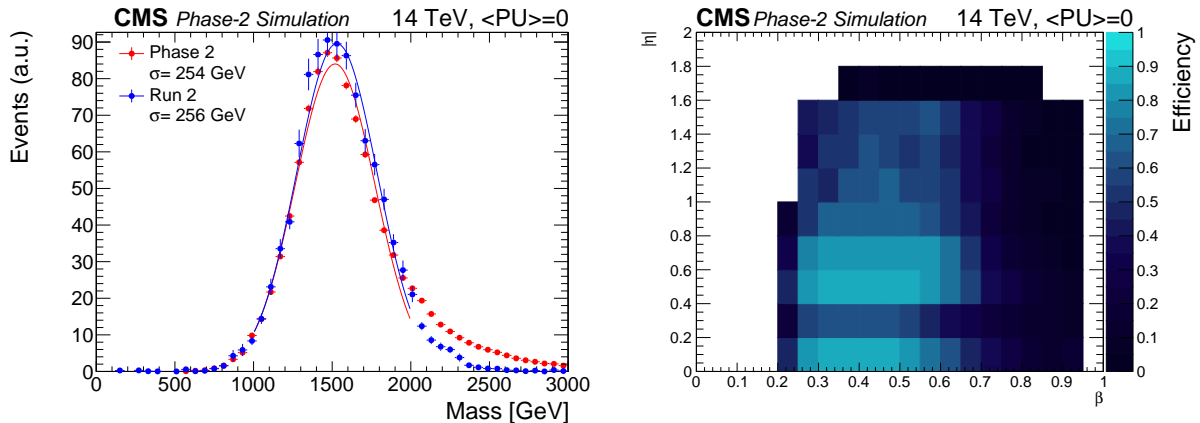 CMS Phase-2 Simulation 14 TeV, <PU>=0
Events (a.u.)
90
80
70
60
50
40
30
20
10
0
Phase 2
σ= 254 GeV
Run 2
σ= 256 GeV
0 500 1000 1500 2000 2500 3000
Mass [GeV]
CMS Phase-2 Simulation 14 TeV, <PU>=0
|η|
2
1.8
1.6
1.4
1.2
1
0.8
0.6
0.4
0.2
0
0 0.1 0.2 0.3 0.4 0.5 0.6 0.7 0.8 0.9 1
β
1
0.9
0.8
0.7
0.6
0.5
0.4
0.3
0.2
0.1
0
Efficiency